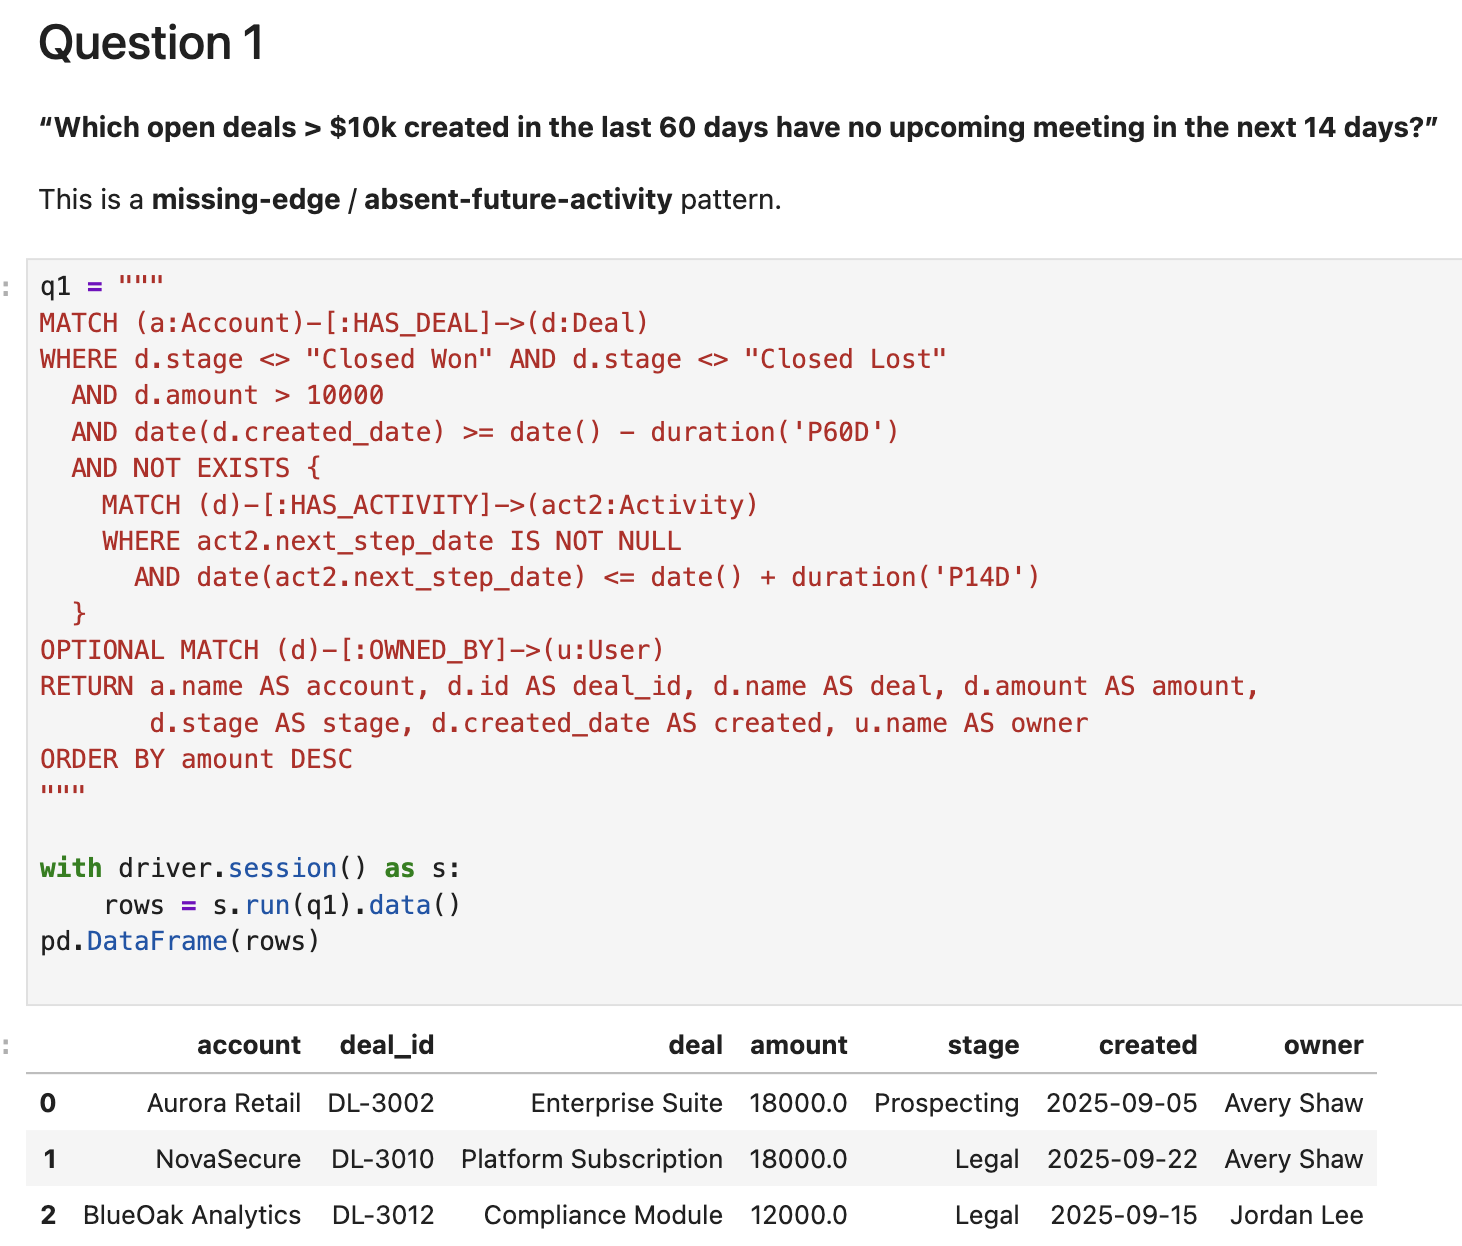 Question 1
“Which open deals > $10k created in the last 60 days have no upcoming meeting in the next 14 days?”
This is a missing-edge / absent-future-activity pattern.
: q1 = """
MATCH (a:Account)-[:HAS_DEAL]->(d:Deal)
WHERE d.stage <> "Closed Won" AND d.stage <> "Closed Lost"
  AND d.amount > 10000
  AND date(d.created_date) >= date() - duration('P60D')
  AND NOT EXISTS {
    MATCH (d)-[:HAS_ACTIVITY]->(act2:Activity)
    WHERE act2.next_step_date IS NOT NULL
      AND date(act2.next_step_date) <= date() + duration('P14D')
  }
OPTIONAL MATCH (d)-[:OWNED_BY]->(u:User)
RETURN a.name AS account, d.id AS deal_id, d.name AS deal, d.amount AS amount,
       d.stage AS stage, d.created_date AS created, u.name AS owner
ORDER BY amount DESC
"""
with driver.session() as s:
    rows = s.run(q1).data()
pd.DataFrame(rows)
: account deal_id deal amount stage created owner
0 Aurora Retail DL-3002 Enterprise Suite 18000.0 Prospecting 2025-09-05 Avery Shaw
1 NovaSecure DL-3010 Platform Subscription 18000.0 Legal 2025-09-22 Avery Shaw
2 BlueOak Analytics DL-3012 Compliance Module 12000.0 Legal 2025-09-15 Jordan Lee